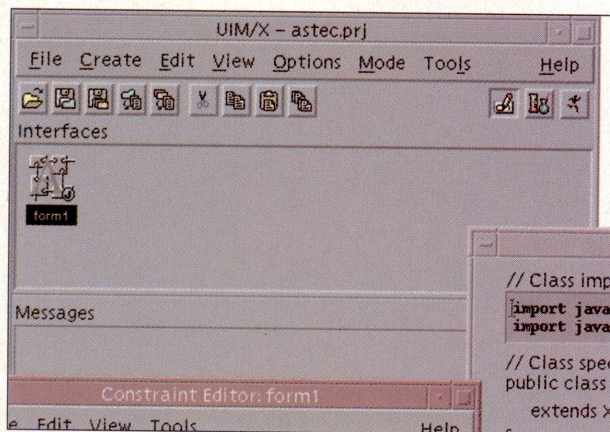 UIM/X – astec.prj
File Create Edit View Options Mode Tools Help
Interfaces
form1
// Class imp
import java
import java
Messages
// Class spec
public class
extends X
Constraint Editor: form1
e Edit View Tools Help